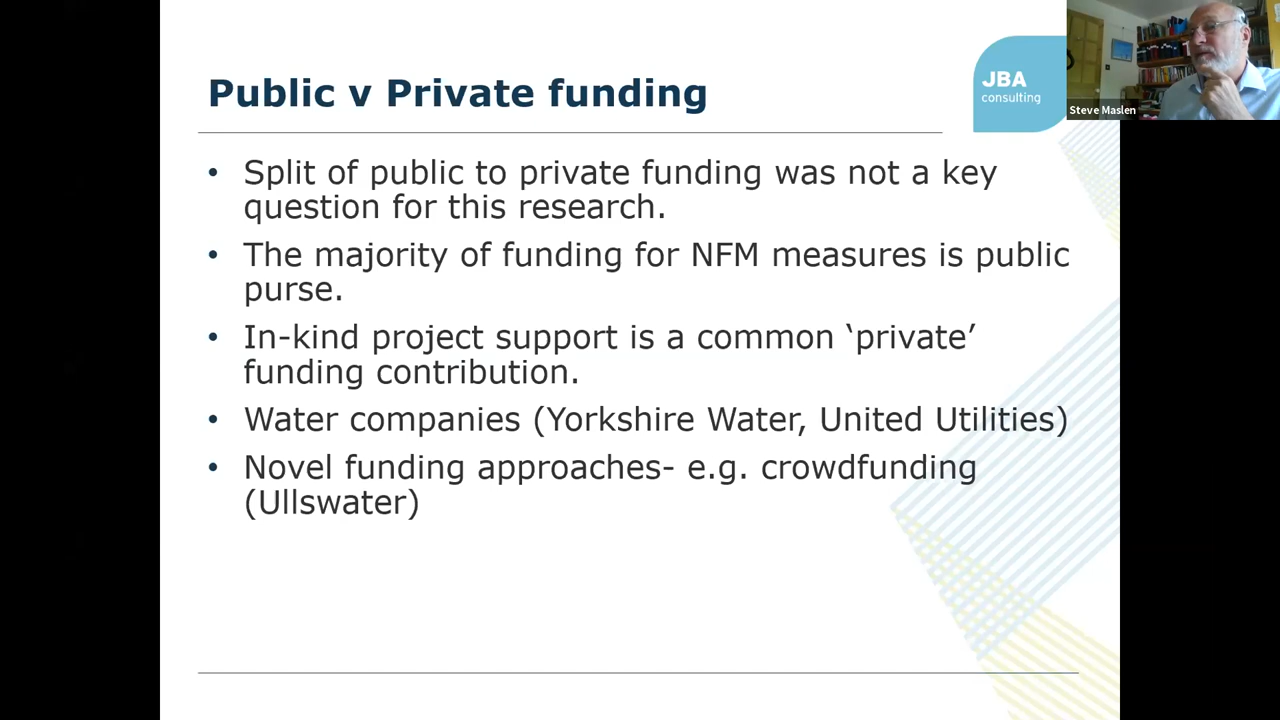 Public v Private funding
JBA
consulting
Steve Maslen
• Split of public to private funding was not a key
question for this research.
• The majority of funding for NFM measures is public
purse.
• In-kind project support is a common ‘private’
funding contribution.
• Water companies (Yorkshire Water, United Utilities)
• Novel funding approaches- e.g. crowdfunding
(Ullswater)